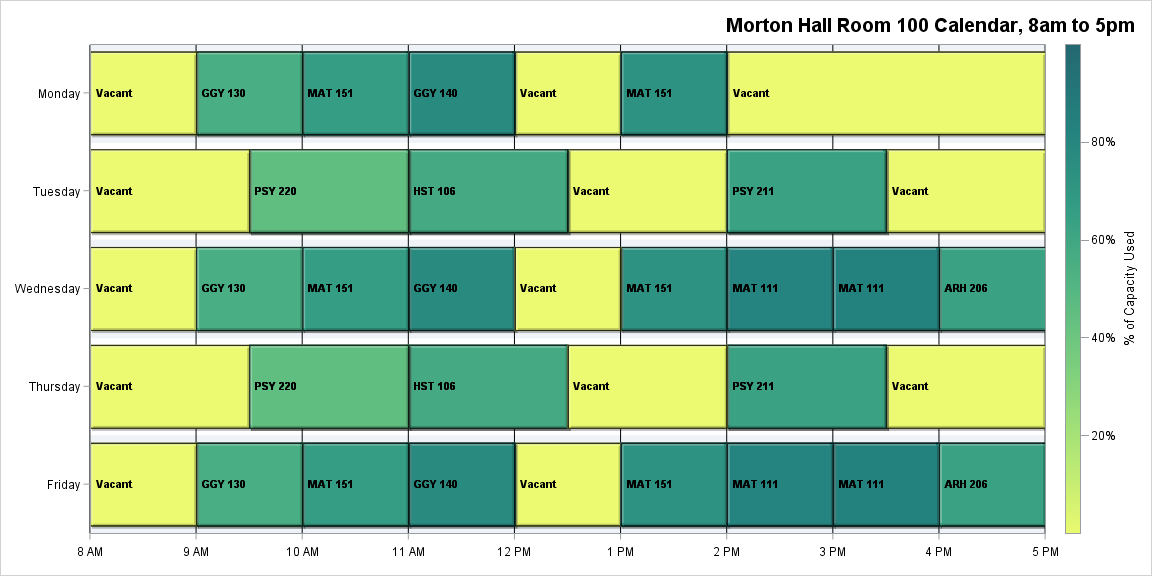 Morton Hall Room 100 Calendar, 8am to 5pm
Monday Vacant GGY 130 MAT 151 GGY 140 Vacant MAT 151 Vacant
Tuesday Vacant PSY 220 HST 106 Vacant PSY 211 Vacant
Wednesday Vacant GGY 130 MAT 151 GGY 140 Vacant MAT 151 MAT 111 MAT 111 ARH 206
Thursday Vacant PSY 220 HST 106 Vacant PSY 211 Vacant
Friday Vacant GGY 130 MAT 151 GGY 140 Vacant MAT 151 MAT 111 MAT 111 ARH 206
8 AM 9 AM 10 AM 11 AM 12 PM 1 PM 2 PM 3 PM 4 PM 5 PM
80%
60%
40%
20%
% of Capacity Used